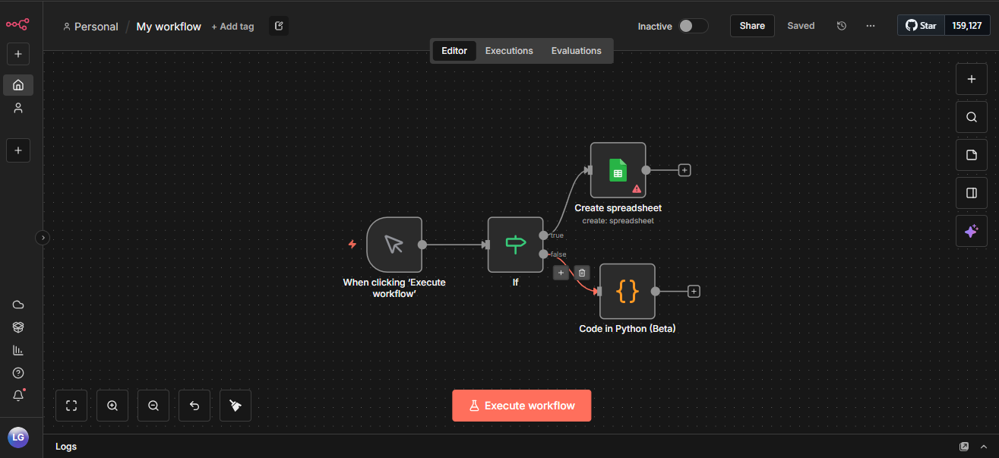 Personal / My workflow + Add tag
Inactive
Share
Saved
Star 159,127
Editor
Executions
Evaluations
Create spreadsheet
create: spreadsheet
true
false
When clicking ‘Execute
workflow’
If
{}
Code in Python (Beta)
Execute workflow
LG
Logs